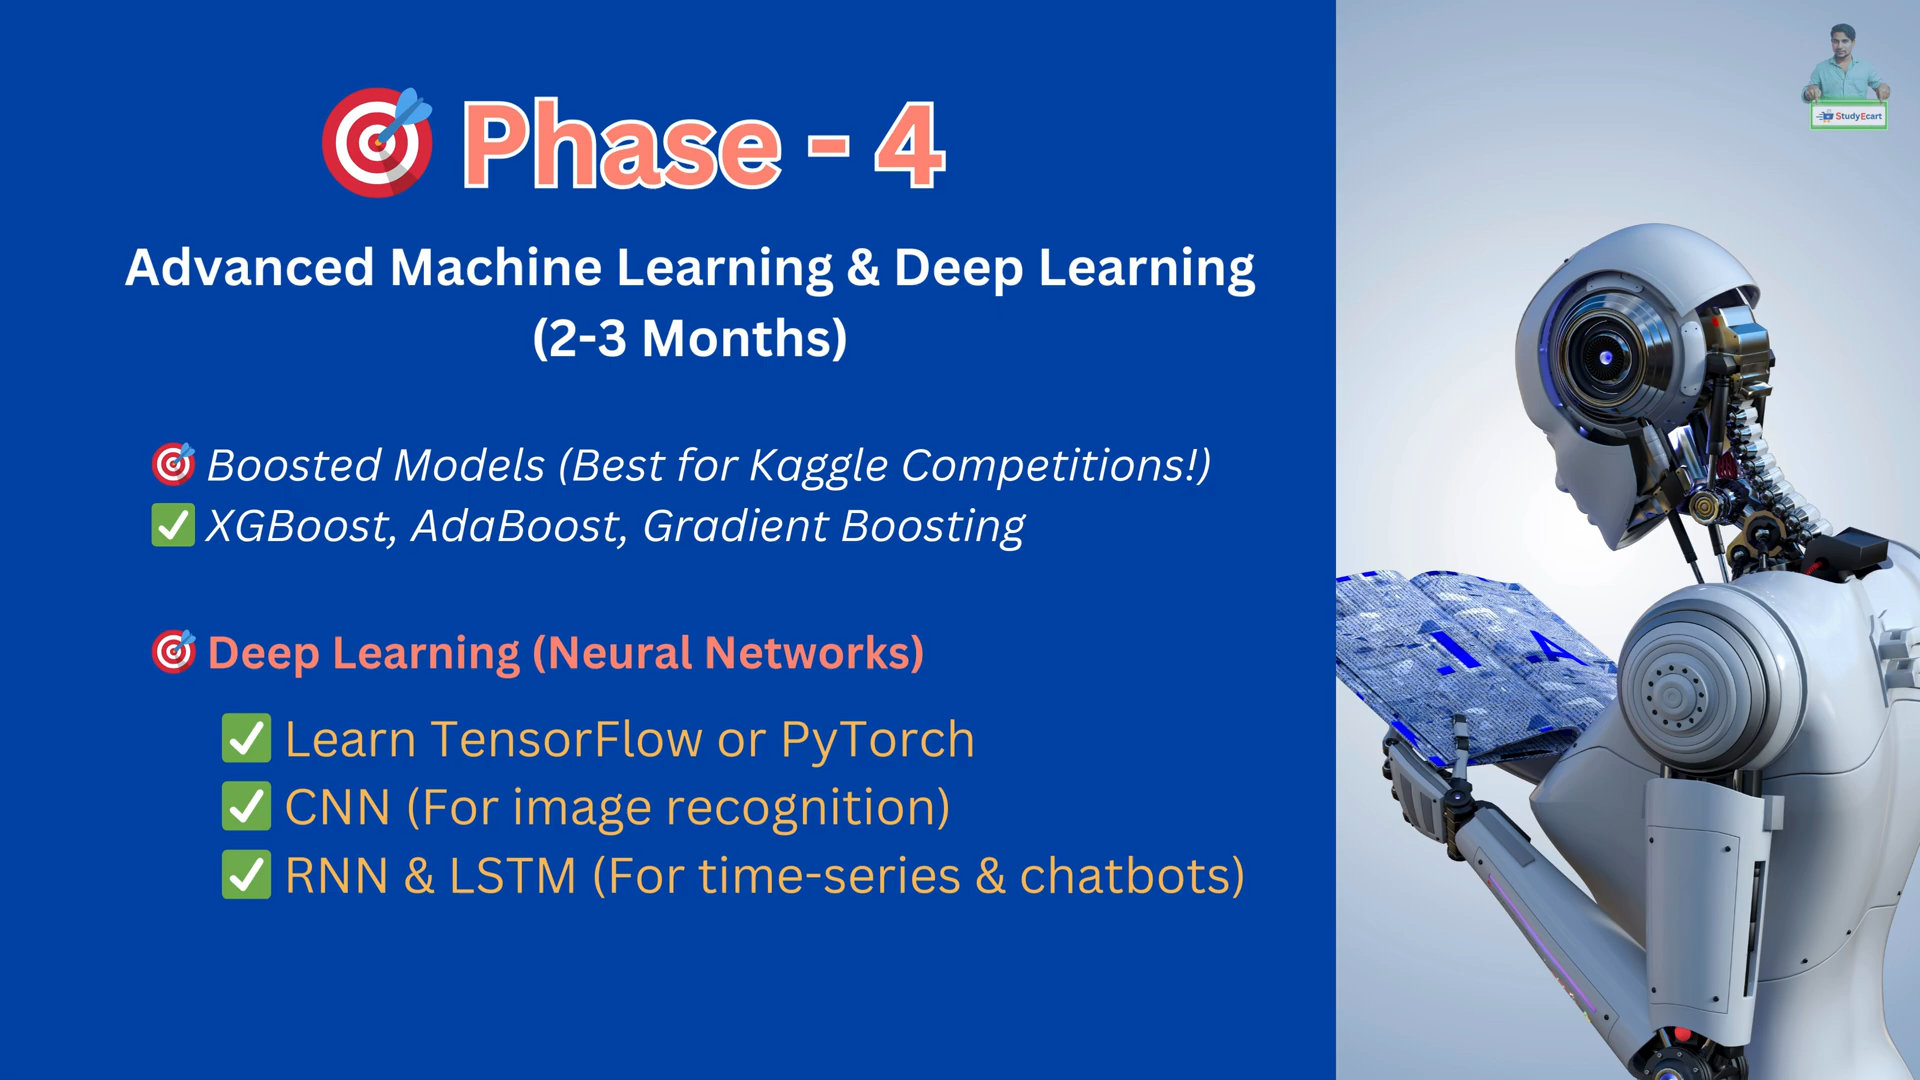 🎯 Phase - 4
Advanced Machine Learning & Deep Learning
(2-3 Months)
🎯 Boosted Models (Best for Kaggle Competitions!)
✅ XGBoost, AdaBoost, Gradient Boosting
🎯 Deep Learning (Neural Networks)
✅ Learn TensorFlow or PyTorch
✅ CNN (For image recognition)
✅ RNN & LSTM (For time-series & chatbots)
StudyEcart
I A